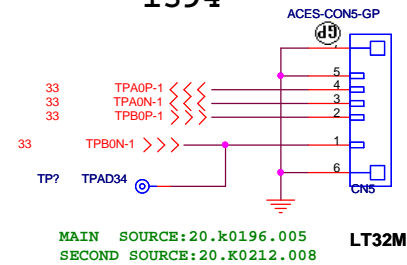 1394
ACES-CON5-GP
GP
7
5
33 TPA0P-1 4
33 TPA0N-1 3
33 TPB0P-1 2
33 TPB0N-1 1
TP? TPAD34 6
CN5
MAIN SOURCE:20.k0196.005 LT32M
SECOND SOURCE:20.K0212.008